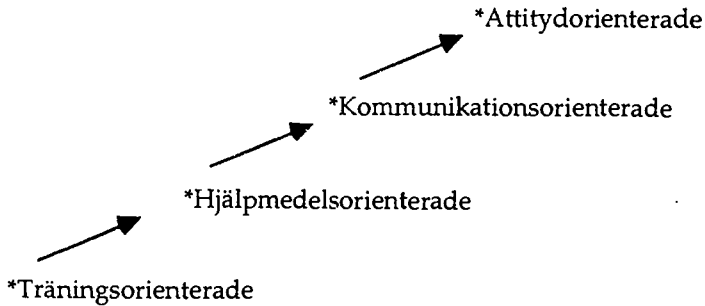 *Attitydorienterade
*Kommunikationsorienterade
*Hjälpmedelsorienterade
*Träningsorienterade